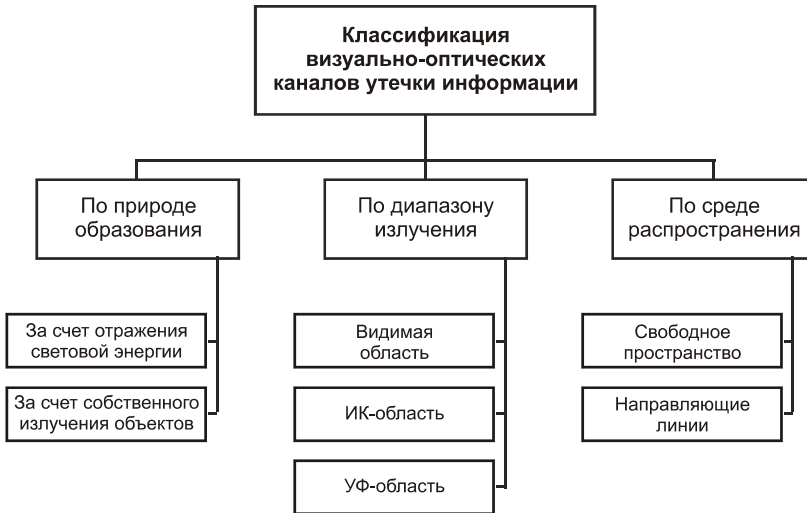 Классификация
визуально-оптических
каналов утечки информации
По природе
образования
По диапазону
излучения
По среде
распространения
За счет отражения
световой энергии
За счет собственного
излучения объектов
Видимая
область
ИК-область
УФ-область
Свободное
пространство
Направляющие
линии